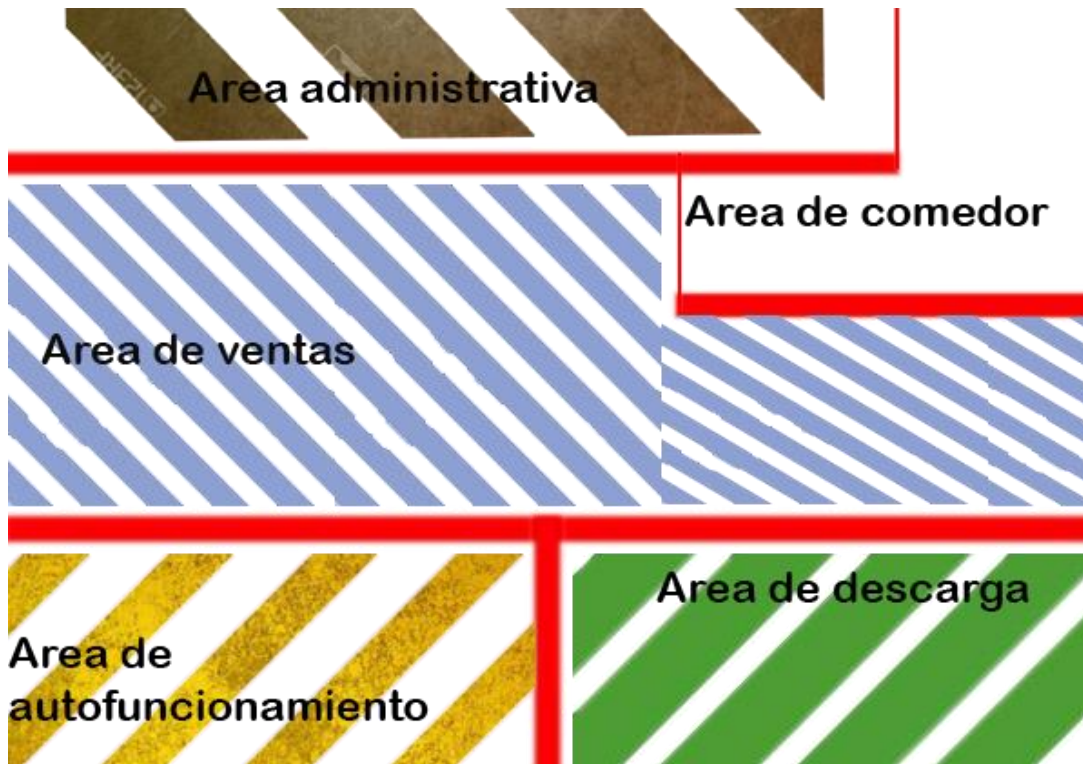 Area administrativa
Area de comedor
Area de ventas
Area de descarga
Area de
autofuncionamiento